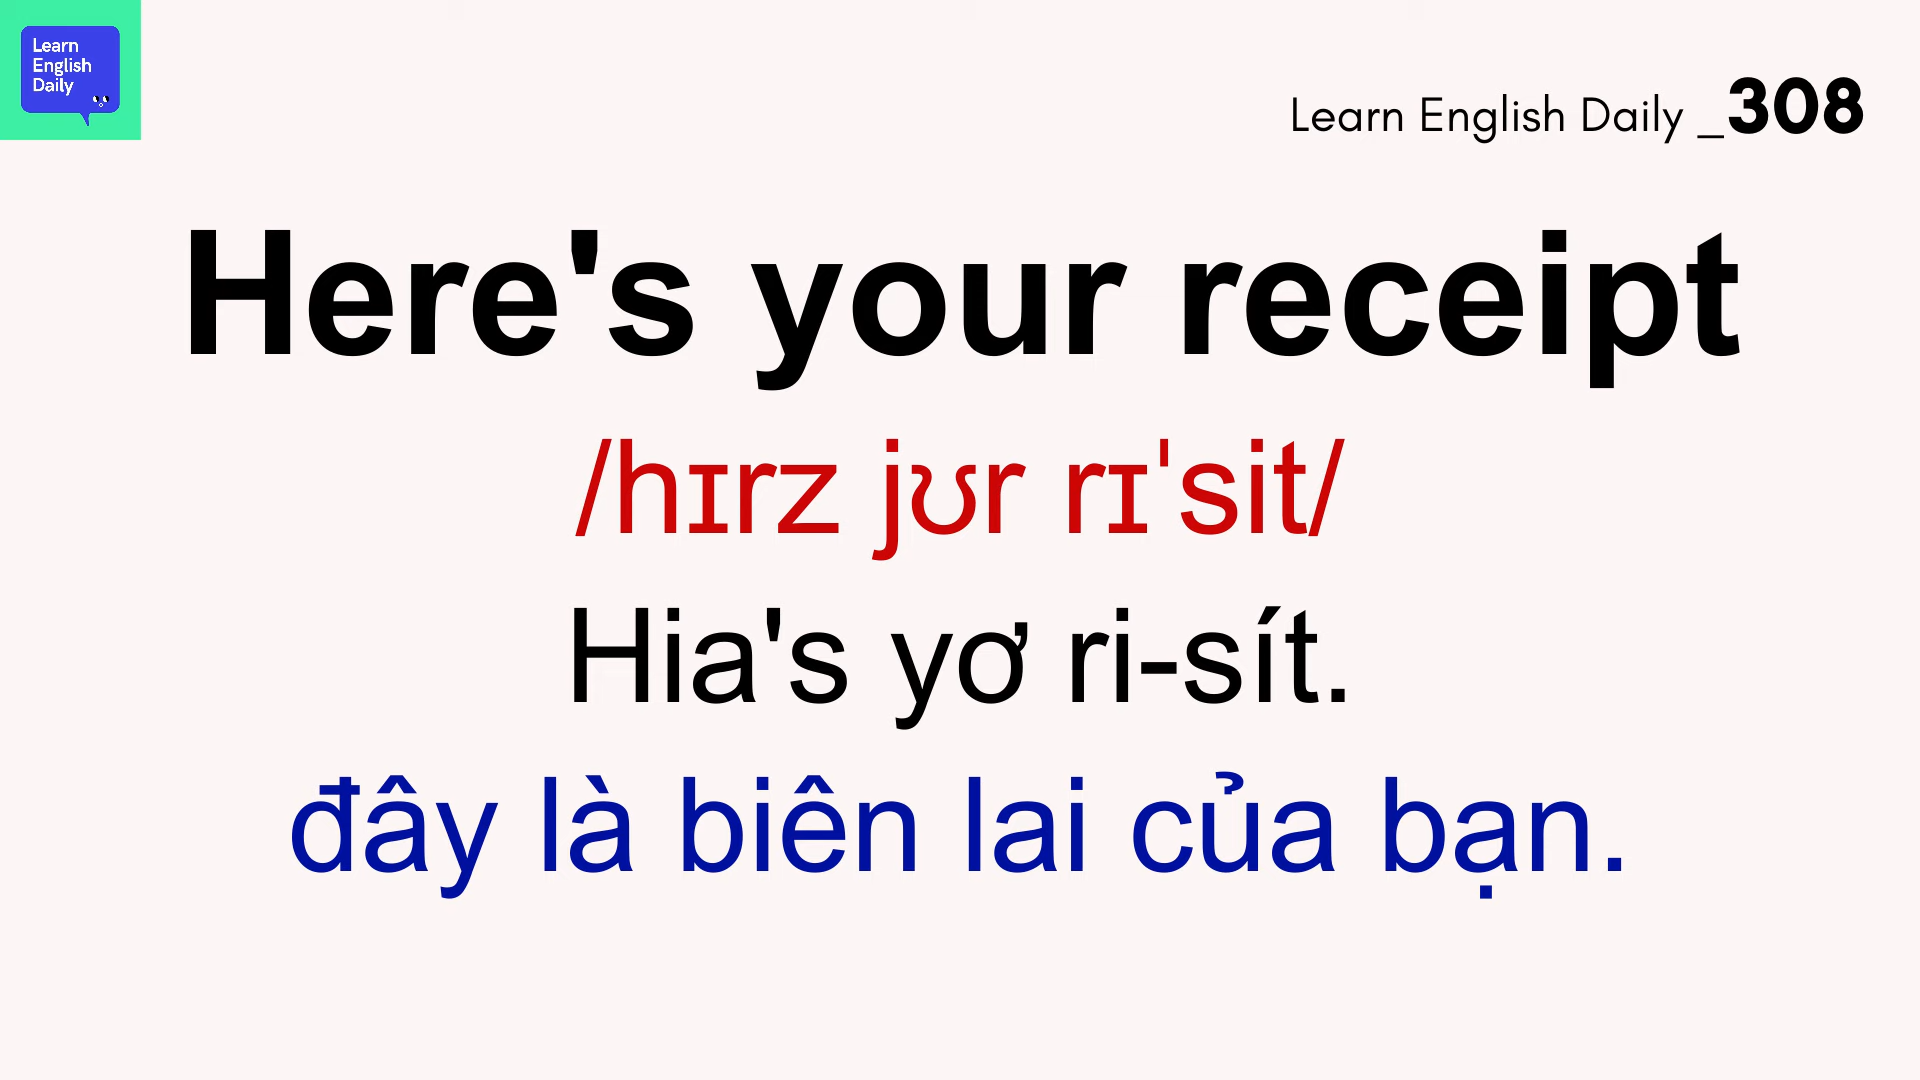 Learn
English
Daily
Learn English Daily _308
Here's your receipt
/hɪrz jʊr rɪˈsit/
Hia's yơ ri-sít.
đây là biên lai của bạn.